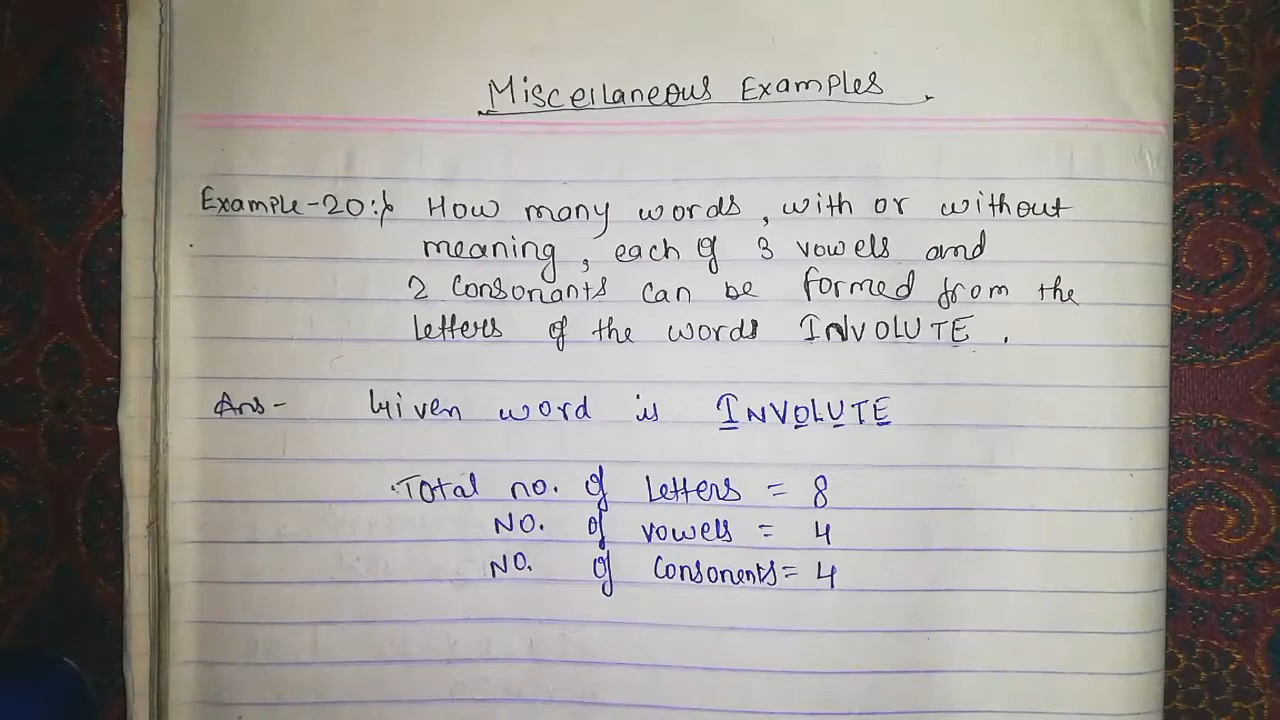 Miscellaneous Examples
Example-20:- How many words, with or without
meaning, each of 3 vowels and
2 consonants can be formed from the
letters of the words INVOLUTE.
Ans- Given word is INVOLUTE
Total no. of letters = 8
No. of vowels = 4
No. of Consonents = 4